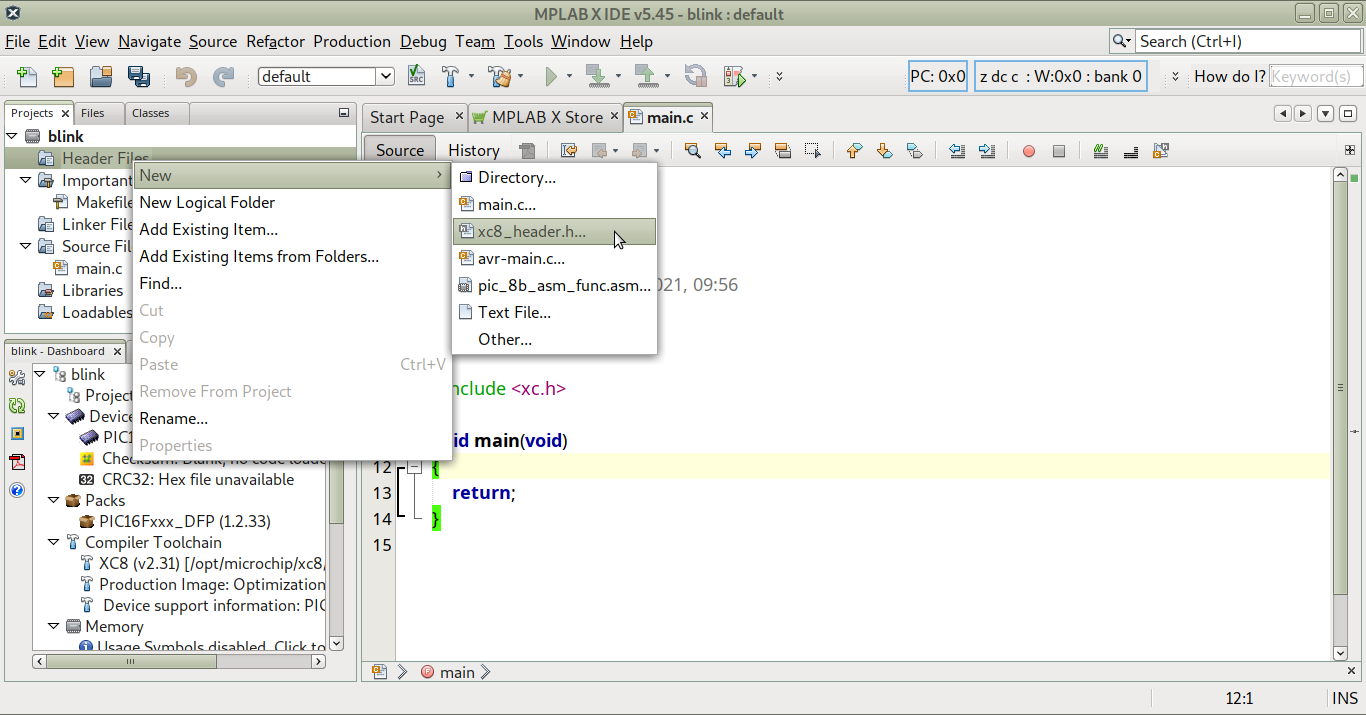 MPLAB X IDE v5.45 - blink : default
File Edit View Navigate Source Refactor Production Debug Team Tools Window Help
Search (Ctrl+I)
default
PC: 0x0
z dc c : W:0x0 : bank 0
How do I?
Keyword(s)
Projects
Files
Classes
Start Page
MPLAB X Store
main.c
blink
Source
History
Header Files
Important
Makefile
Linker File
Source Fil
main.c
Libraries
Loadables
New
New Logical Folder
Add Existing Item...
Add Existing Items from Folders...
Find...
Cut
Copy
Paste Ctrl+V
Remove From Project
Rename...
Properties
Directory...
main.c...
xc8_header.h...
avr-main.c...
pic_8b_asm_func.asm...
Text File...
Other...
021, 09:56
nclude <xc.h>
id main(void)
12 {
13 return;
14 }
15
blink - Dashboard
blink
Project
Device
PIC1
Checksum: Blank, no code loade
CRC32: Hex file unavailable
Packs
PIC16Fxxx_DFP (1.2.33)
Compiler Toolchain
XC8 (v2.31) [/opt/microchip/xc8/
Production Image: Optimization
Device support information: PIC
Memory
Usage Symbols disabled. Click to
main
12:1
INS